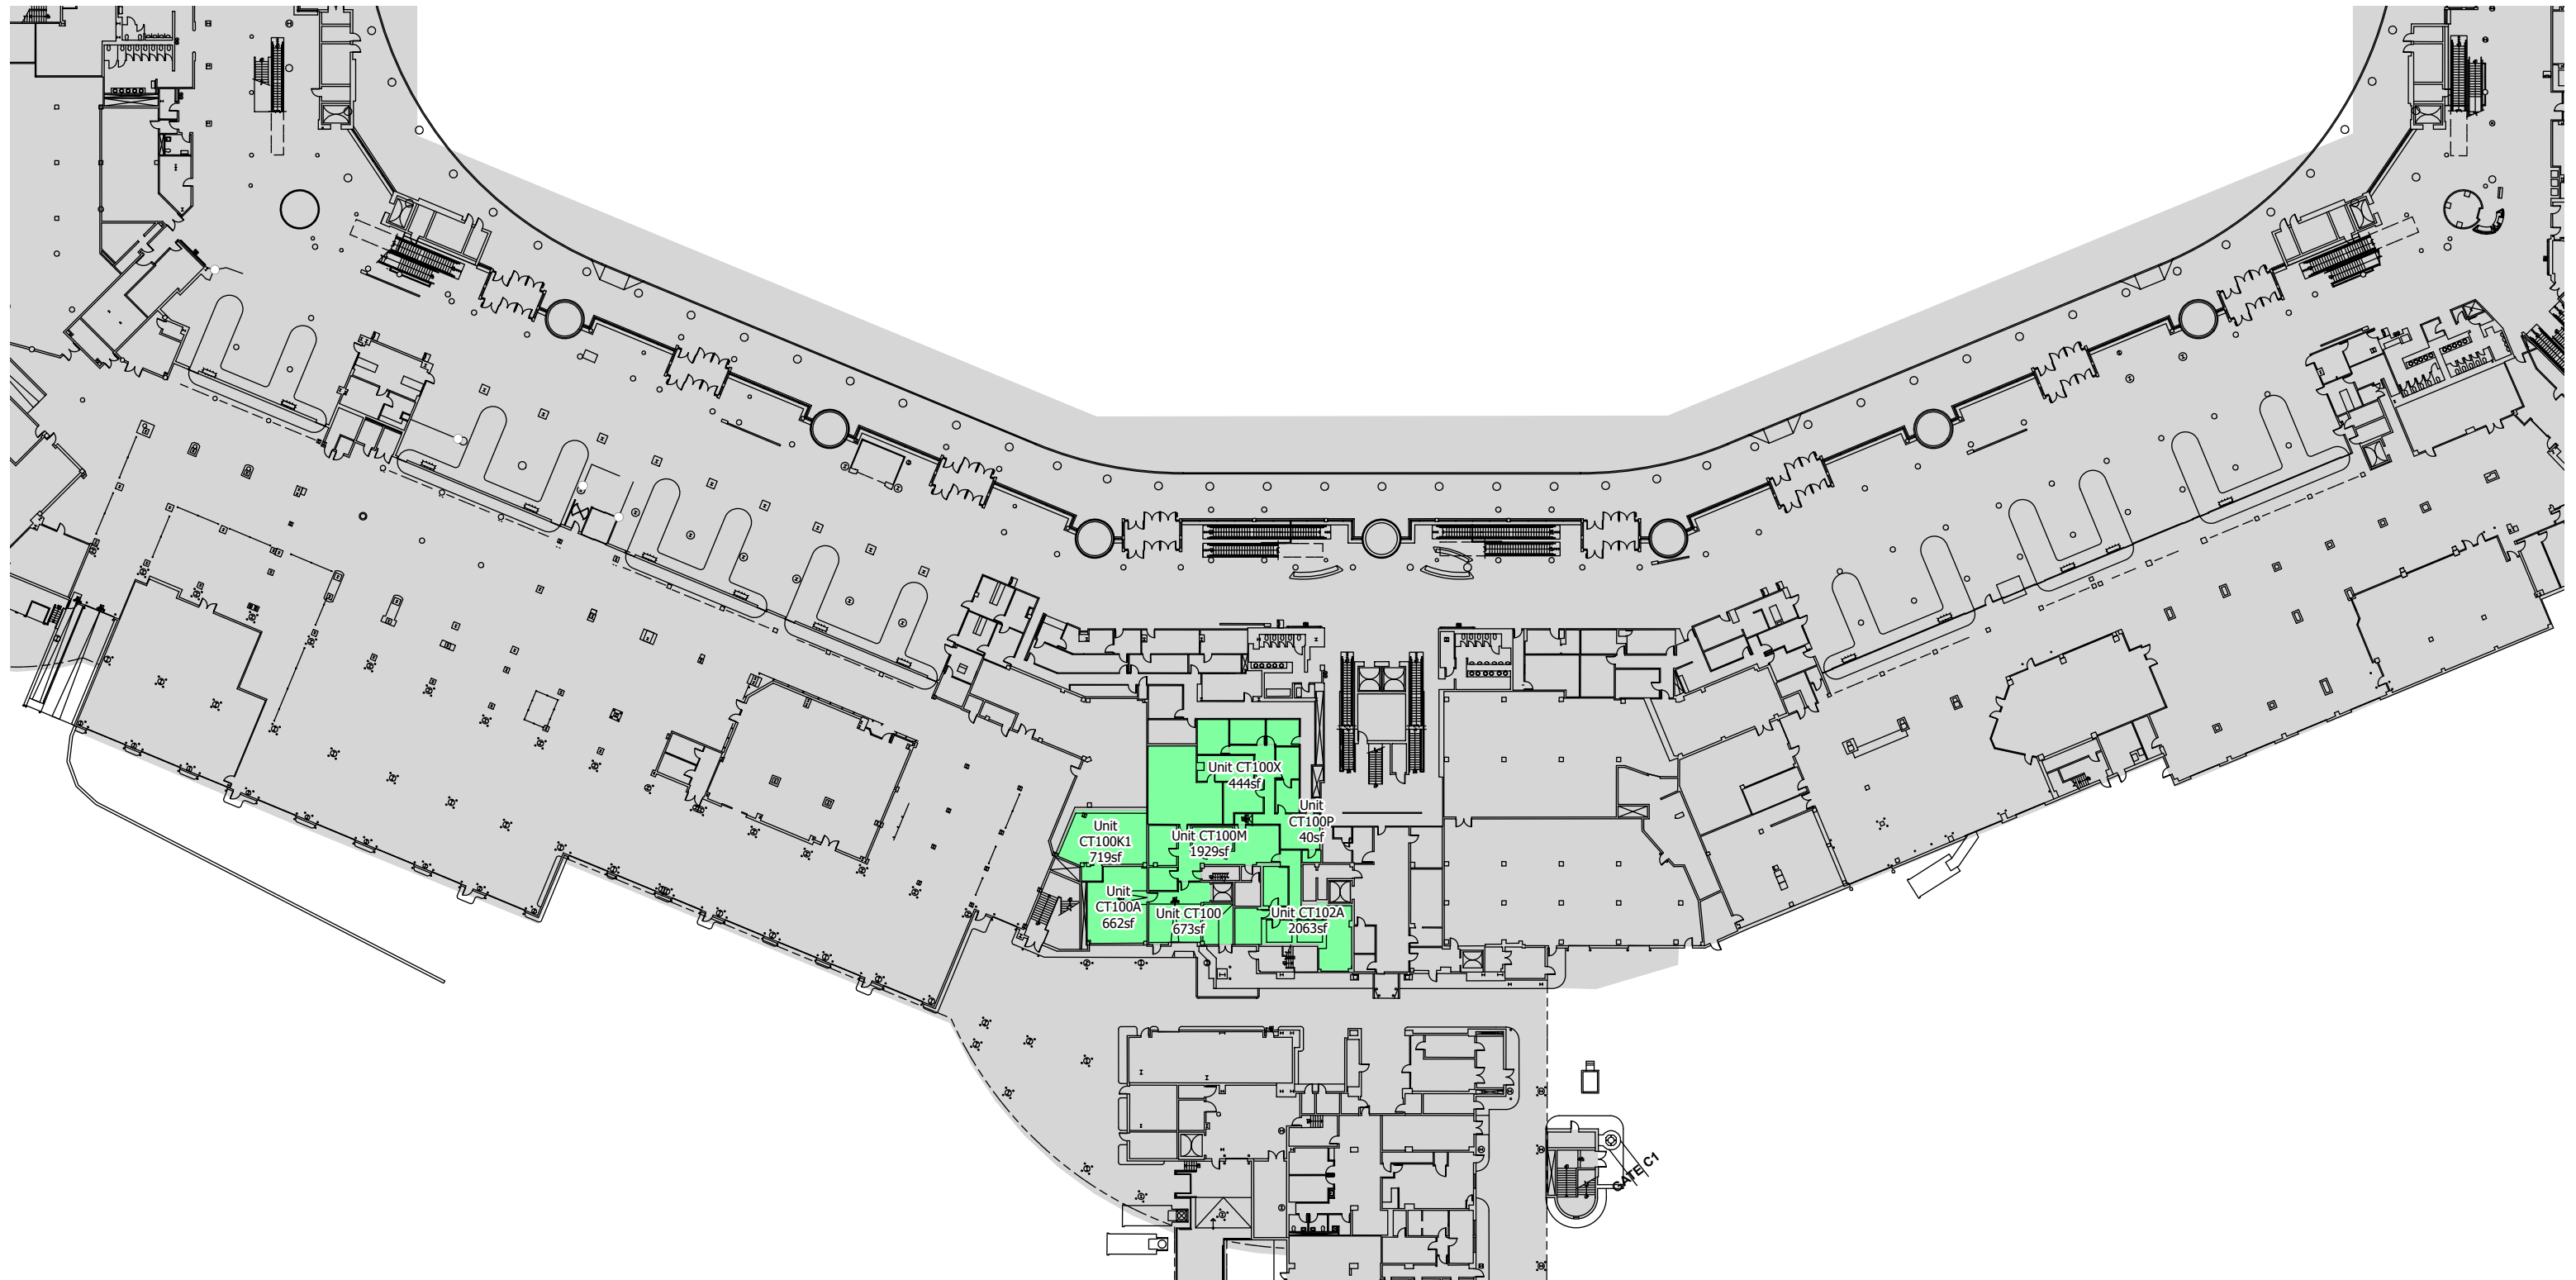 Unit CT100X
444sf
Unit
CT100P
40sf
Unit
CT100K1
719sf
Unit CT100M
1929sf
Unit
CT100A
662sf
Unit CT100
673sf
Unit CT102A
2063sf
GATE C1